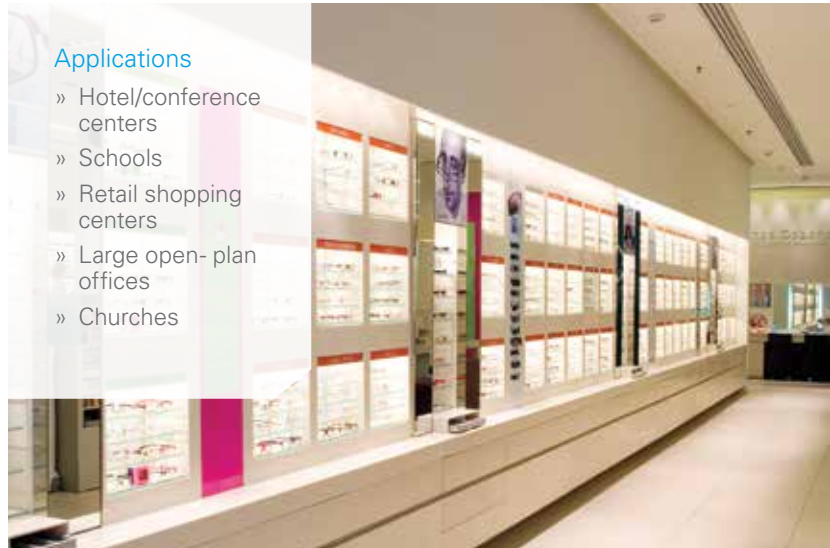 Applications
» Hotel/conference
centers
» Schools
» Retail shopping
centers
» Large open- plan
offices
» Churches